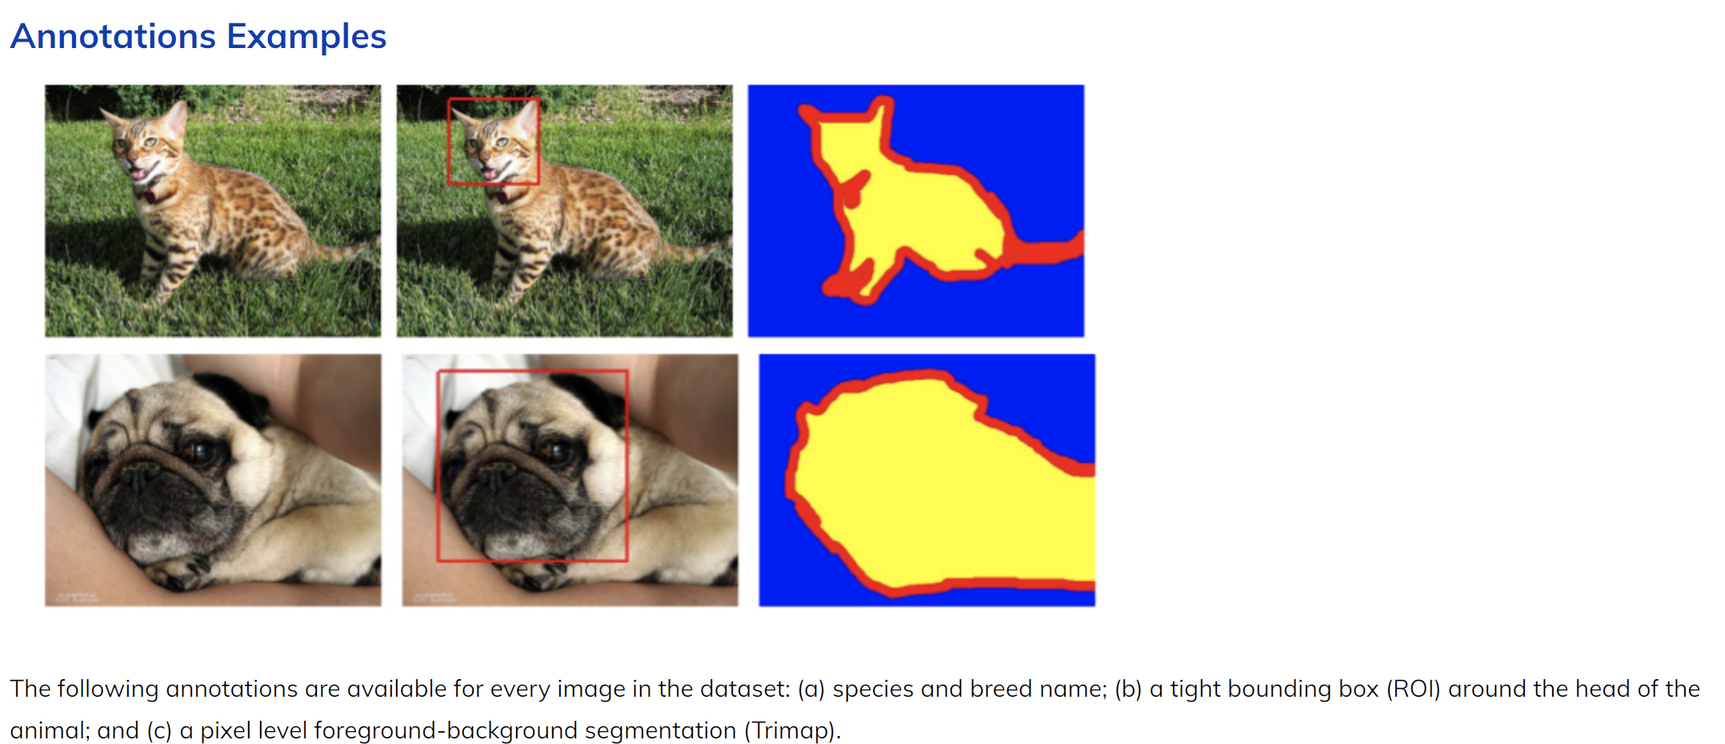 Annotations Examples
The following annotations are available for every image in the dataset: (a) species and breed name; (b) a tight bounding box (ROI) around the head of the
animal; and (c) a pixel level foreground-background segmentation (Trimap).